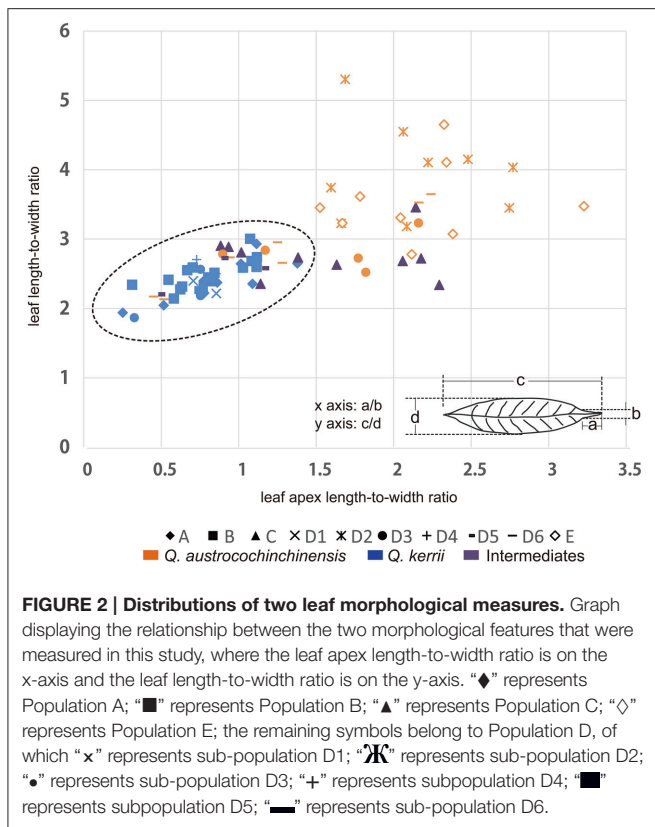 6
5
4
3
2
1
0
leaf length-to-width ratio
c
x axis: a/b
y axis: c/d
d
a
b
0 0.5 1 1.5 2 2.5 3 3.5
leaf apex length-to-width ratio
◆ A ■ B ▲ C × D1 Ж D2 ● D3 + D4 - D5 – D6 ◇ E
Q. austrocochinchinensis Q. kerrii Intermediates
FIGURE 2 | Distributions of two leaf morphological measures. Graph
displaying the relationship between the two morphological features that were
measured in this study, where the leaf apex length-to-width ratio is on the
x-axis and the leaf length-to-width ratio is on the y-axis. “◆” represents
Population A; “■” represents Population B; “▲” represents Population C; “◇”
represents Population E; the remaining symbols belong to Population D, of
which “×” represents sub-population D1; “Ж” represents sub-population D2;
“●” represents sub-population D3; “+” represents subpopulation D4; “■”
represents subpopulation D5; “▬” represents sub-population D6.